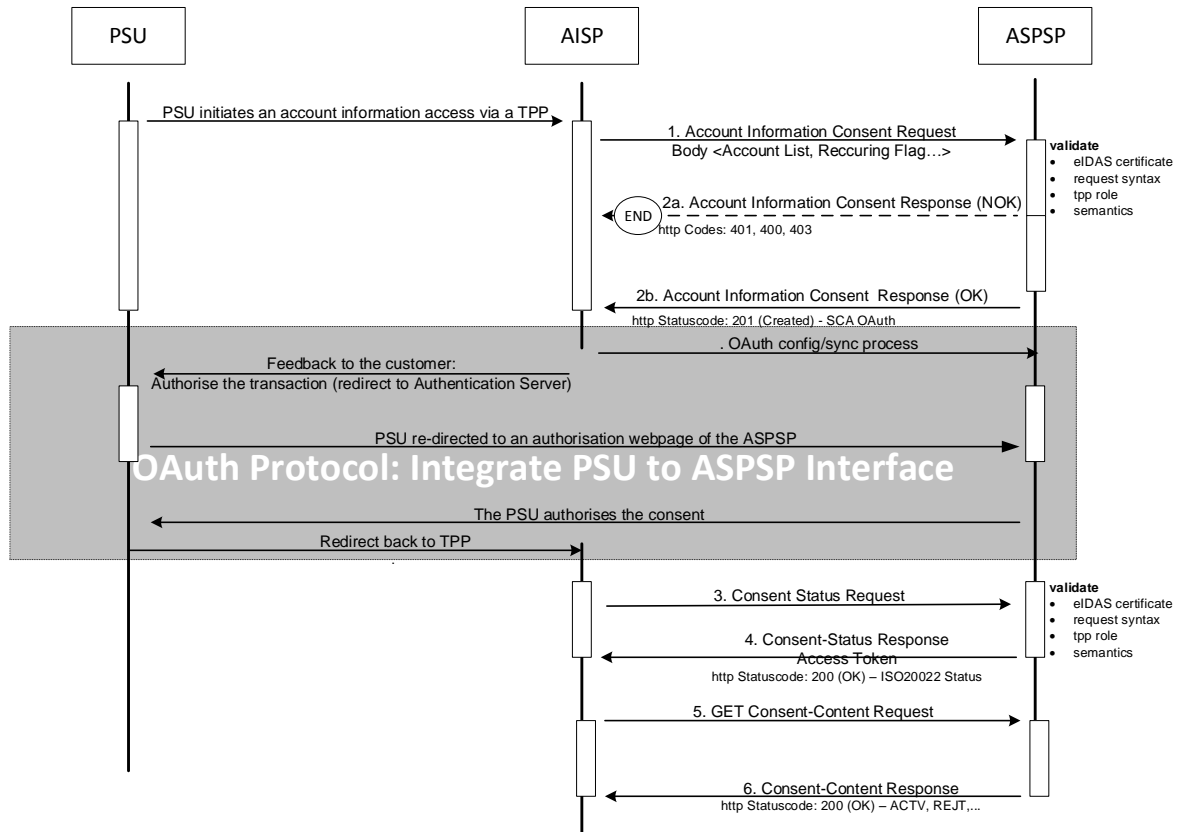 PSU
AISP
ASPSP
PSU initiates an account information access via a TPP
1. Account Information Consent Request
Body <Account List, Reccuring Flag…>
validate
• eIDAS certificate
• request syntax
• tpp role
• semantics
2a. Account Information Consent Response (NOK)
END
http Codes: 401, 400, 403
2b. Account Information Consent Response (OK)
http Statuscode: 201 (Created) - SCA OAuth
. OAuth config/sync process
Feedback to the customer:
Authorise the transaction (redirect to Authentication Server)
PSU re-directed to an authorisation webpage of the ASPSP
OAuth Protocol: Integrate PSU to ASPSP Interface
The PSU authorises the consent
Redirect back to TPP
.
3. Consent Status Request
validate
• eIDAS certificate
• request syntax
• tpp role
• semantics
4. Consent-Status Response
Access Token
http Statuscode: 200 (OK) – ISO20022 Status
5. GET Consent-Content Request
6. Consent-Content Response
http Statuscode: 200 (OK) – ACTV, REJT,...